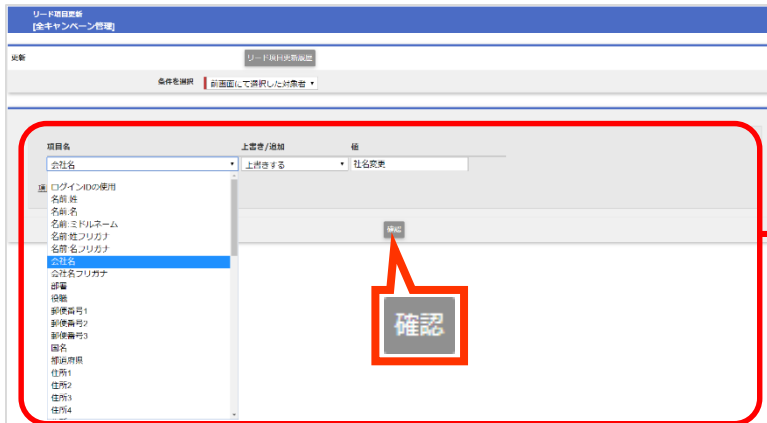 リード項目更新
[全キャンペーン管理]
更新
リード項目更新履歴
条件を選択
前画面にて選択した対象者
項目名
上書き/追加
値
会社名
上書きする
社名変更
ログインIDの使用
名前:姓
名前:名
名前:ミドルネーム
名前:姓フリガナ
名前:名フリガナ
会社名
会社名フリガナ
部署
役職
郵便番号1
郵便番号2
郵便番号3
国名
都道府県
住所1
住所2
住所3
住所4
確認
確認